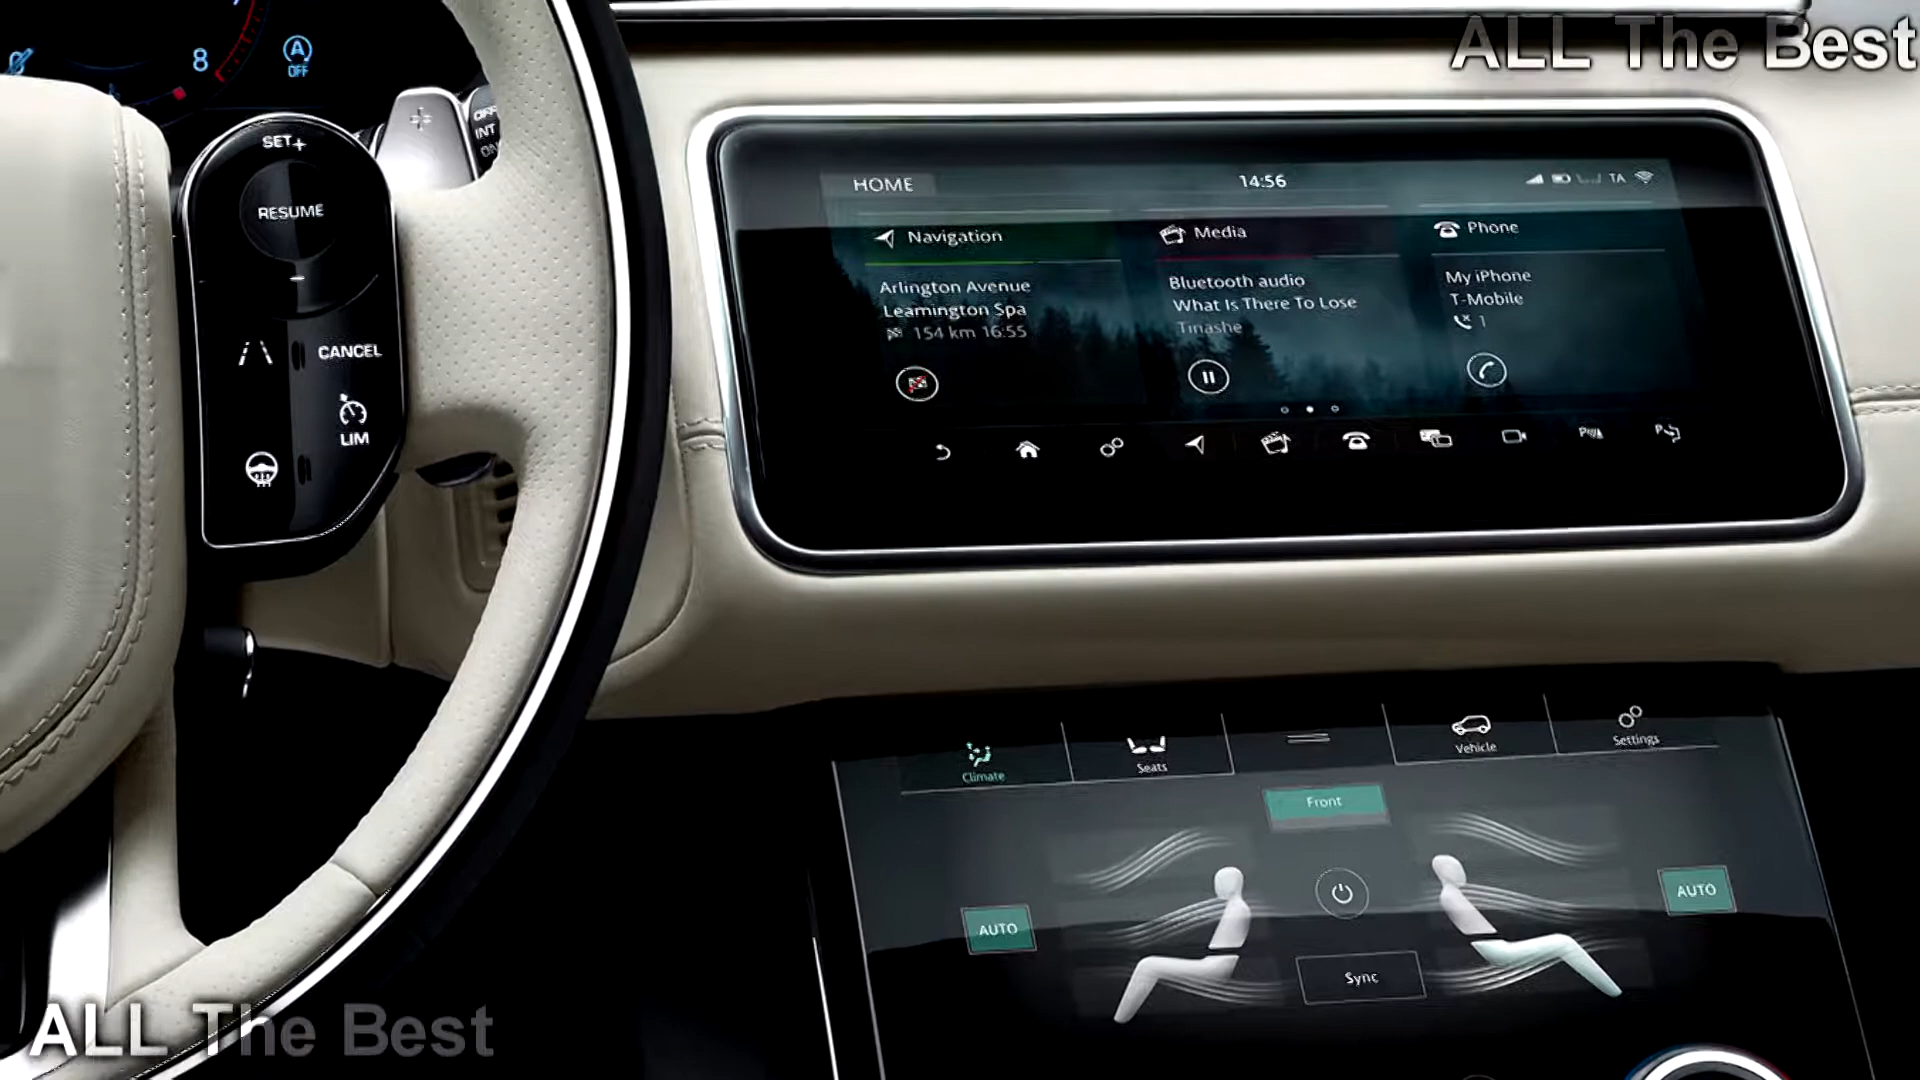 ALL The Best
8
A
OFF
SET+
OFF
INT
ON
RESUME
CANCEL
LIM
HOME
14:56
TA
Navigation
Media
Phone
Arlington Avenue
Leamington Spa
154 km 16:55
Bluetooth audio
What Is There To Lose
Tinashe
My iPhone
T-Mobile
1
Climate
Seats
Vehicle
Settings
Front
AUTO
AUTO
Sync
ALL The Best